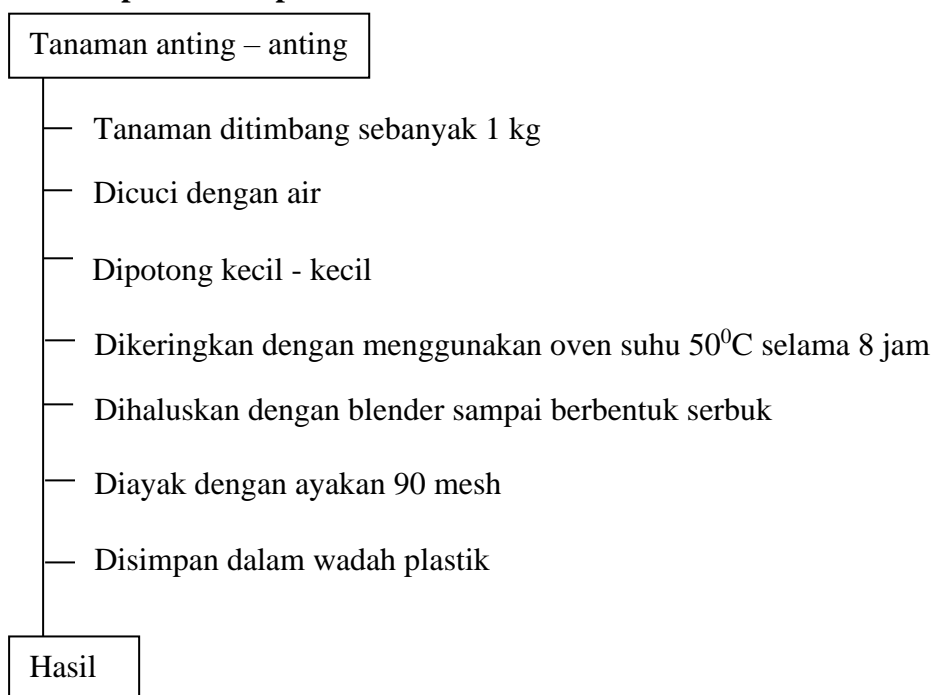 Tanaman anting – anting
Tanaman ditimbang sebanyak 1 kg
Dicuci dengan air
Dipotong kecil - kecil
Dikeringkan dengan menggunakan oven suhu 50⁰C selama 8 jam
Dihaluskan dengan blender sampai berbentuk serbuk
Diayak dengan ayakan 90 mesh
Disimpan dalam wadah plastik
Hasil